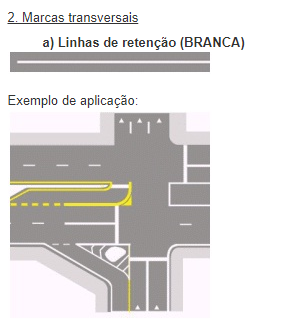 2. Marcas transversais
a) Linhas de retenção (BRANCA)
Exemplo de aplicação: